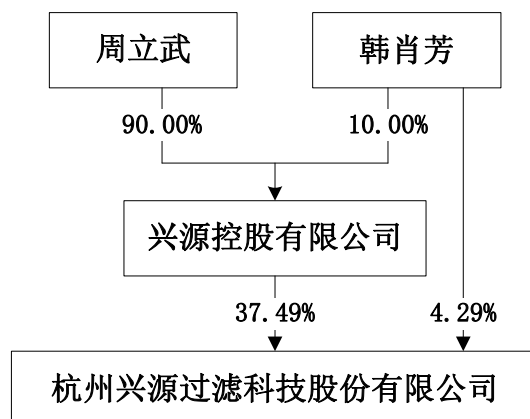 周立武 韩肖芳
90.00% 10.00%
兴源控股有限公司
37.49% 4.29%
杭州兴源过滤科技股份有限公司